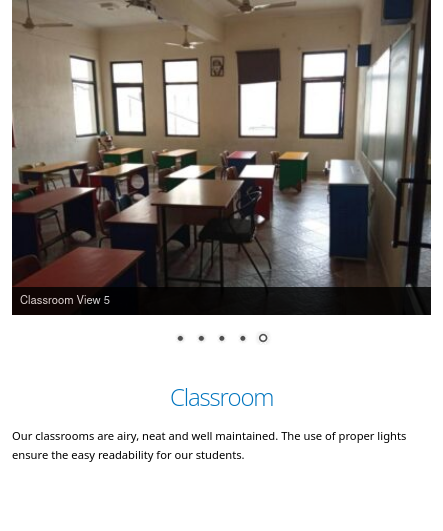 Classroom View 5
Classroom
Our classrooms are airy, neat and well maintained. The use of proper lights
ensure the easy readability for our students.